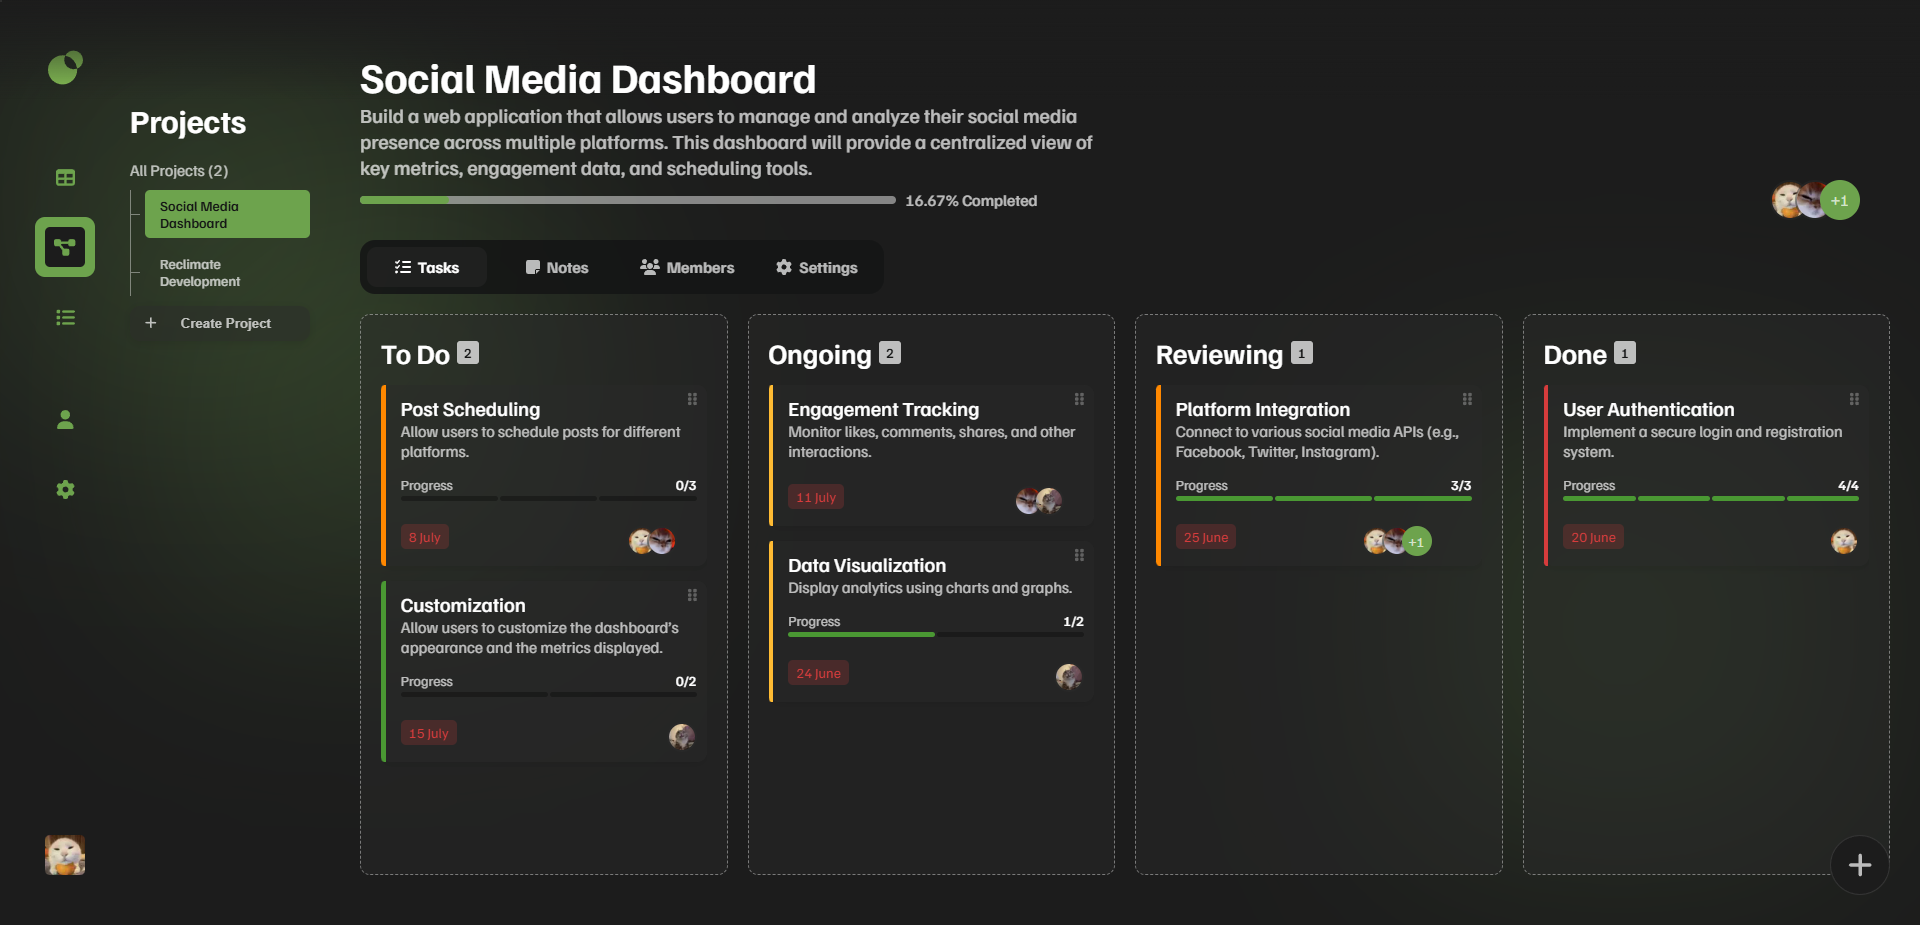 Projects
All Projects (2)
Social Media
Dashboard
Reclimate
Development
+ Create Project
Social Media Dashboard
Build a web application that allows users to manage and analyze their social media
presence across multiple platforms. This dashboard will provide a centralized view of
key metrics, engagement data, and scheduling tools.
16.67% Completed
+1
Tasks
Notes
Members
Settings
To Do 2
Post Scheduling
Allow users to schedule posts for different
platforms.
Progress 0/3
8 July
Customization
Allow users to customize the dashboard's
appearance and the metrics displayed.
Progress 0/2
15 July
Ongoing 2
Engagement Tracking
Monitor likes, comments, shares, and other
interactions.
11 July
Data Visualization
Display analytics using charts and graphs.
Progress 1/2
24 June
Reviewing 1
Platform Integration
Connect to various social media APIs (e.g.,
Facebook, Twitter, Instagram).
Progress 3/3
25 June
+1
Done 1
User Authentication
Implement a secure login and registration
system.
Progress 4/4
20 June